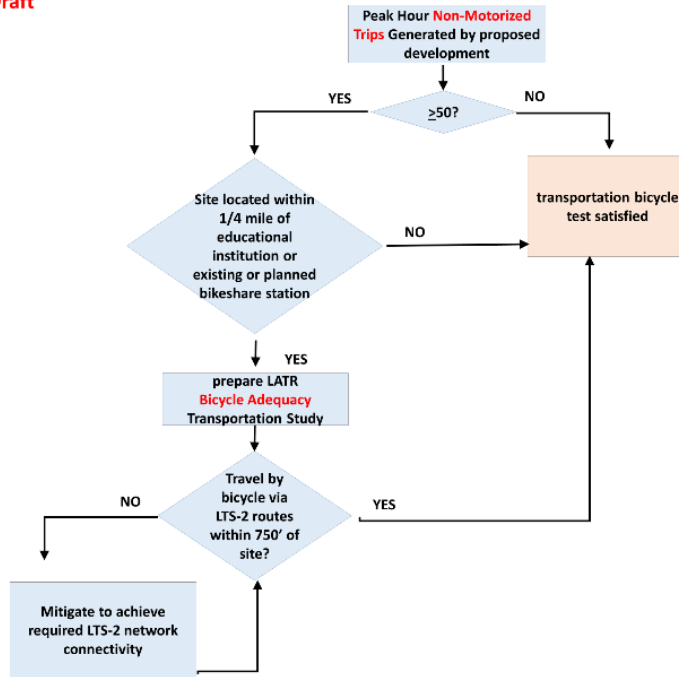 Draft
Peak Hour Non-Motorized
Trips Generated by proposed
development
YES
NO
≥50?
Site located within
1/4 mile of
educational
institution or
existing or planned
bikeshare station
NO
transportation bicycle
test satisfied
YES
prepare LATR
Bicycle Adequacy
Transportation Study
Travel by
bicycle via
LTS-2 routes
within 750’ of
site?
NO
YES
Mitigate to achieve
required LTS-2 network
connectivity